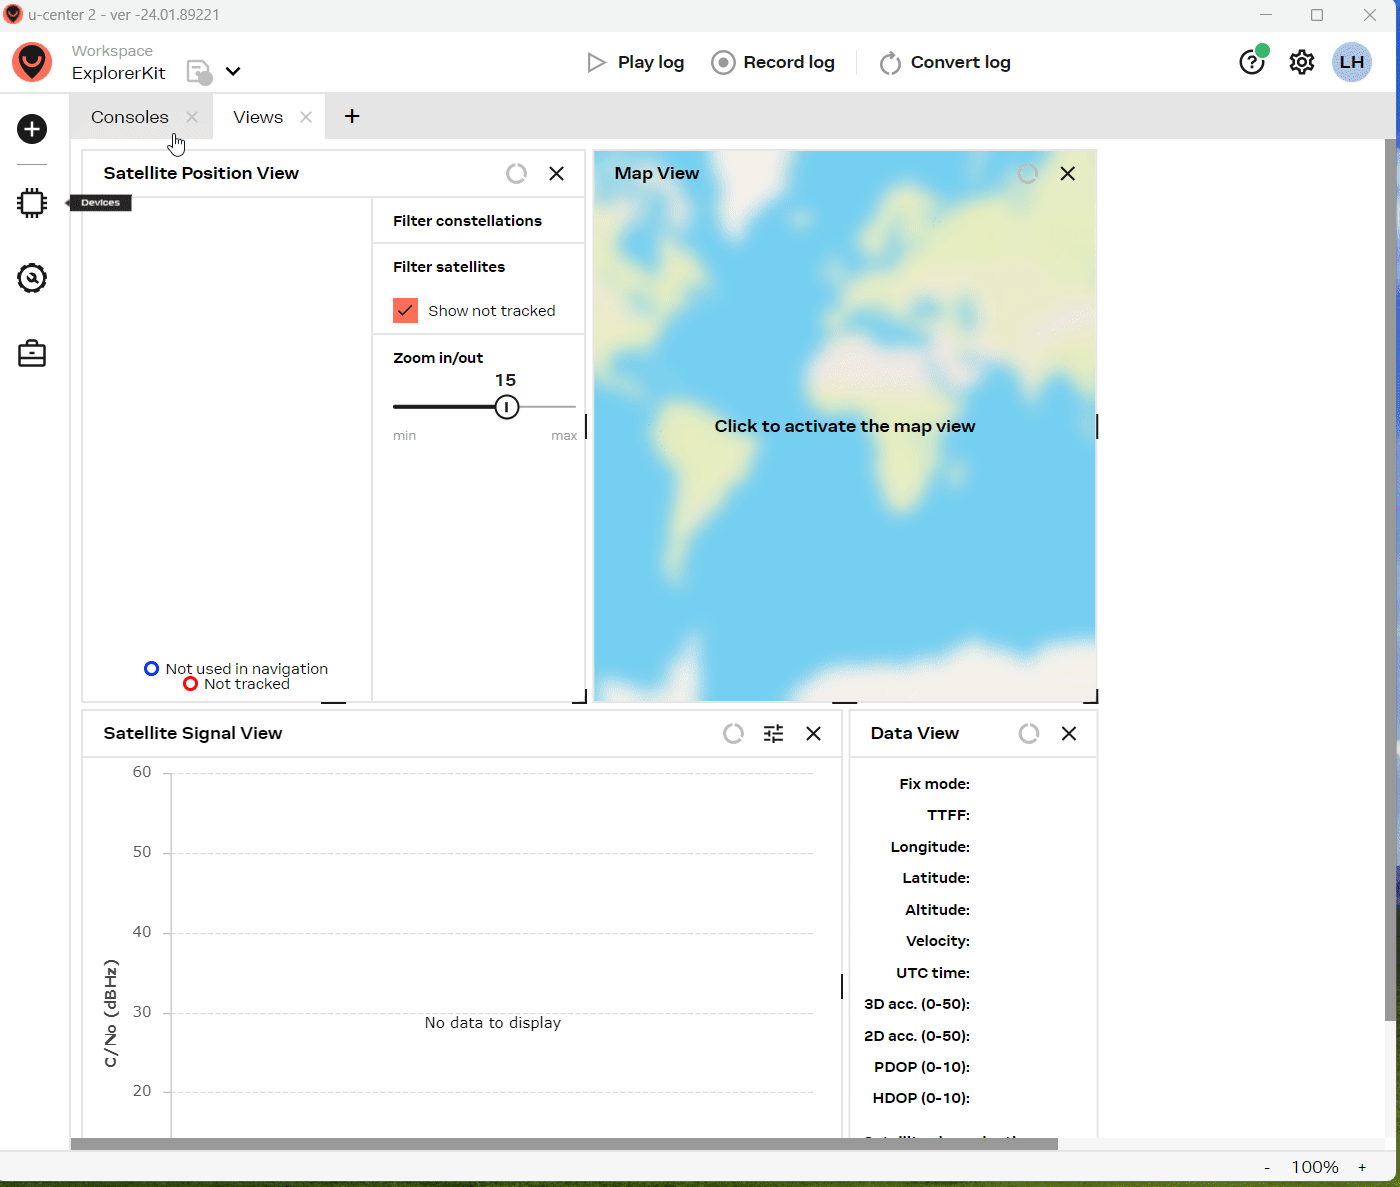 u-center 2 - ver -24.01.89221
Workspace
ExplorerKit
Play log
Record log
Convert log
LH
Consoles
Views
Devices
Satellite Position View
Filter constellations
Filter satellites
Show not tracked
Zoom in/out
15
min
max
Not used in navigation
Not tracked
Map View
Click to activate the map view
Satellite Signal View
60
50
40
30
20
C/No (dBHz)
No data to display
Data View
Fix mode:
TTFF:
Longitude:
Latitude:
Altitude:
Velocity:
UTC time:
3D acc. (0-50):
2D acc. (0-50):
PDOP (0-10):
HDOP (0-10):
- 100% +